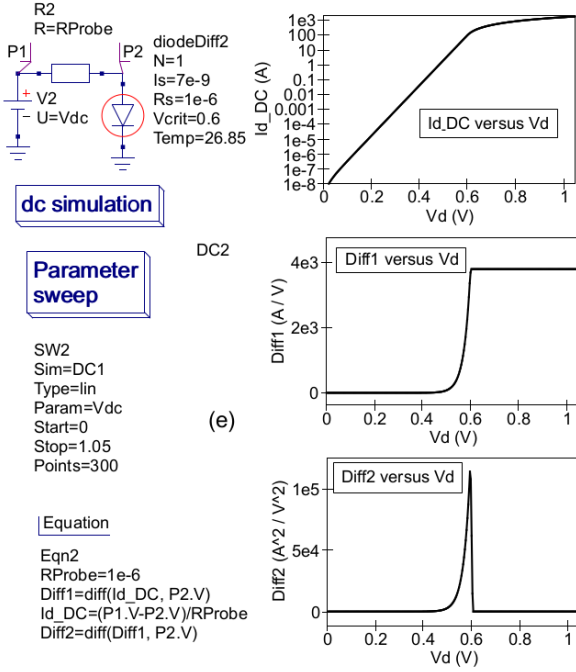 R2
R=RProbe
P1
P2
+
V2
U=Vdc
diodeDiff2
N=1
Is=7e-9
Rs=1e-6
Vcrit=0.6
Temp=26.85
dc simulation
DC2
Parameter
sweep
SW2
Sim=DC1
Type=lin
Param=Vdc
Start=0
Stop=1.05
Points=300
(e)
Equation
Eqn2
RProbe=1e-6
Diff1=diff(Id_DC, P2.V)
Id_DC=(P1.V-P2.V)/RProbe
Diff2=diff(Diff1, P2.V)
Id_DC (A)
1e3
100
10
1
0.1
0.01
0.001
1e-4
1e-5
1e-6
1e-7
1e-8
Id_DC versus Vd
0 0.2 0.4 0.6 0.8 1
Vd (V)
Diff1 versus Vd
Diff1 (A / V)
4e3
2e3
0
0 0.2 0.4 0.6 0.8 1
Vd (V)
Diff2 versus Vd
Diff2 (A^2 / V^2)
1e5
5e4
0
0 0.2 0.4 0.6 0.8 1
Vd (V)